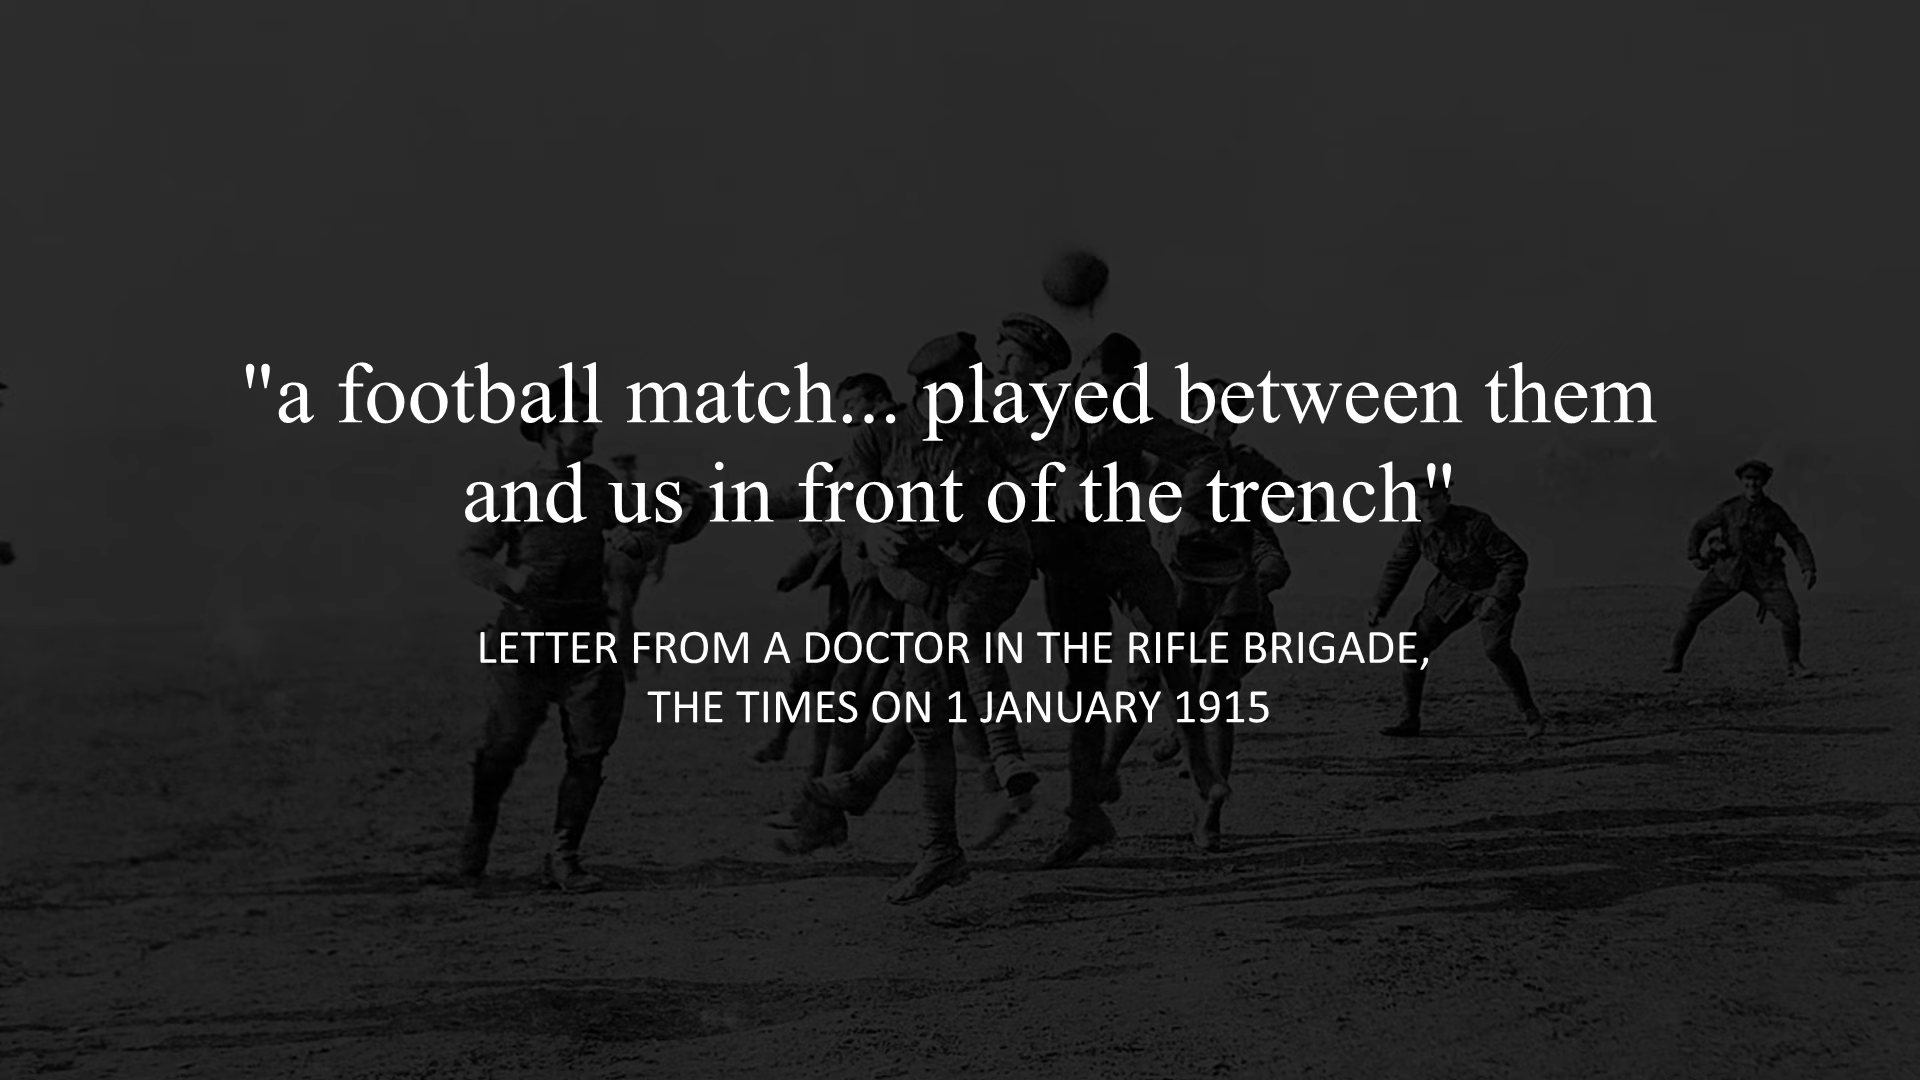 "a football match... played between them
and us in front of the trench"
LETTER FROM A DOCTOR IN THE RIFLE BRIGADE,
THE TIMES ON 1 JANUARY 1915